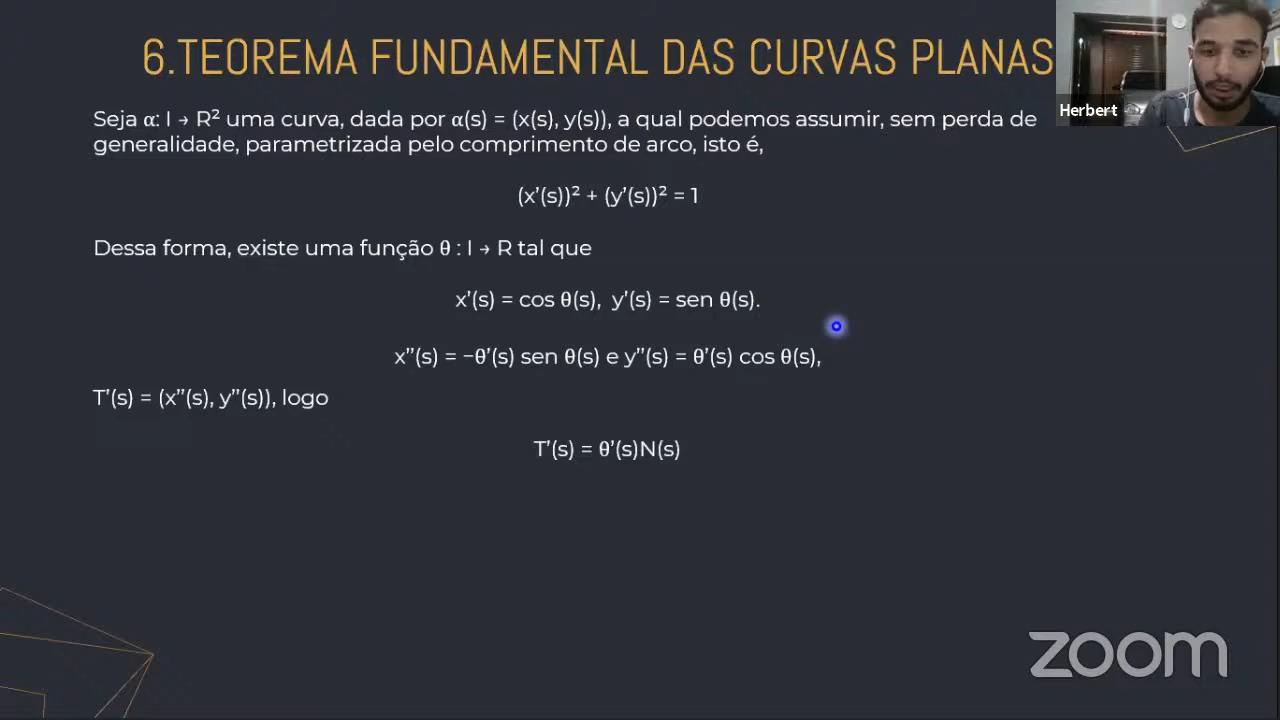 6.TEOREMA FUNDAMENTAL DAS CURVAS PLANAS
Herbert
Seja α: I → R² uma curva, dada por α(s) = (x(s), y(s)), a qual podemos assumir, sem perda de
generalidade, parametrizada pelo comprimento de arco, isto é,
(x’(s))² + (y’(s))² = 1
Dessa forma, existe uma função θ : I → R tal que
x’(s) = cos θ(s), y’(s) = sen θ(s).
x’’(s) = −θ’(s) sen θ(s) e y’’(s) = θ’(s) cos θ(s),
T’(s) = (x’’(s), y’’(s)), logo
T’(s) = θ’(s)N(s)
zoom